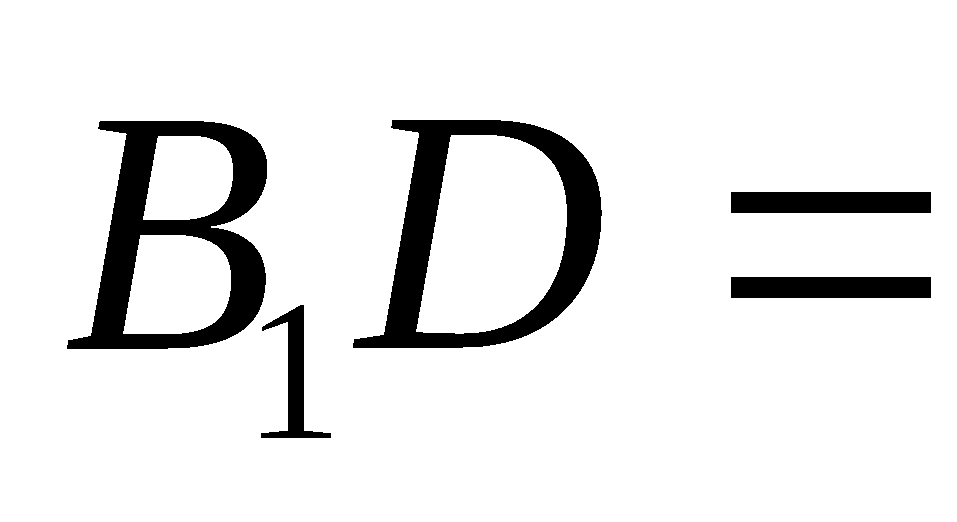 B₁D =